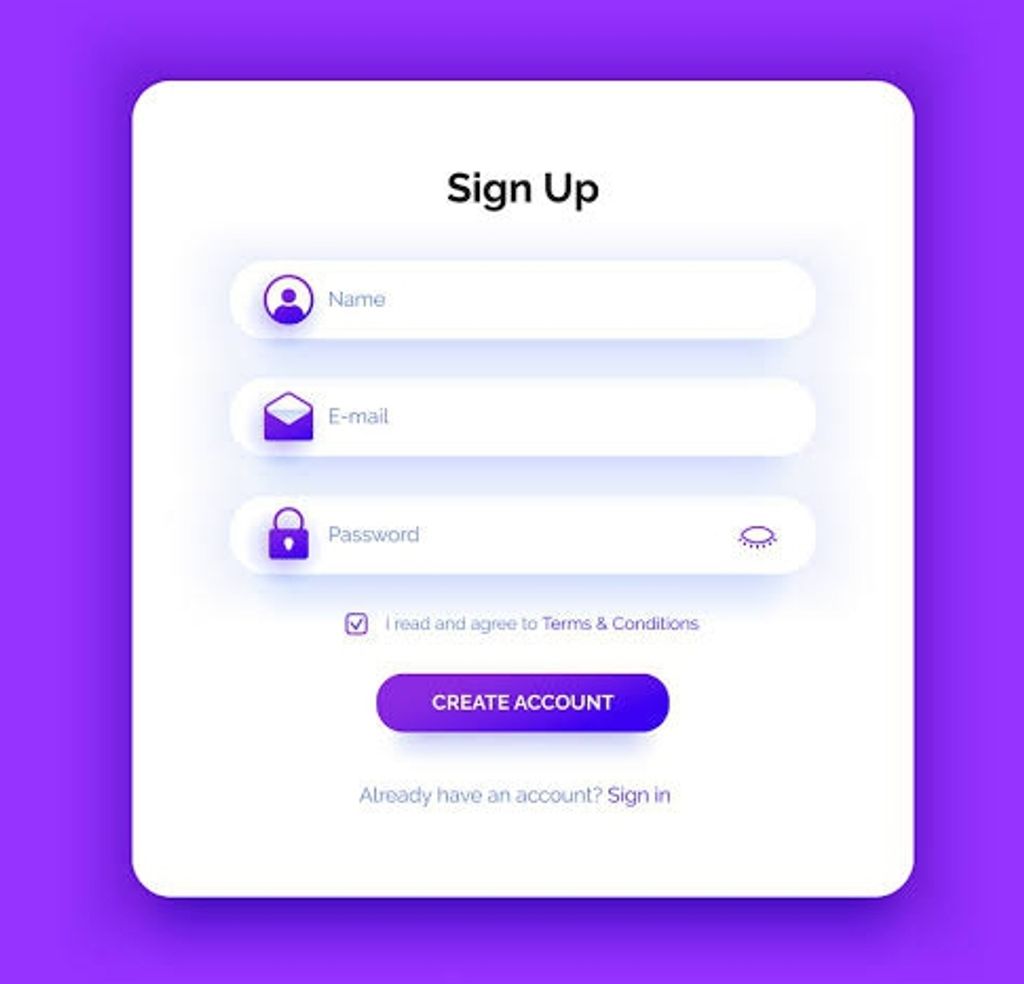 Sign Up
Name
E-mail
Password
I read and agree to Terms & Conditions
CREATE ACCOUNT
Already have an account? Sign in